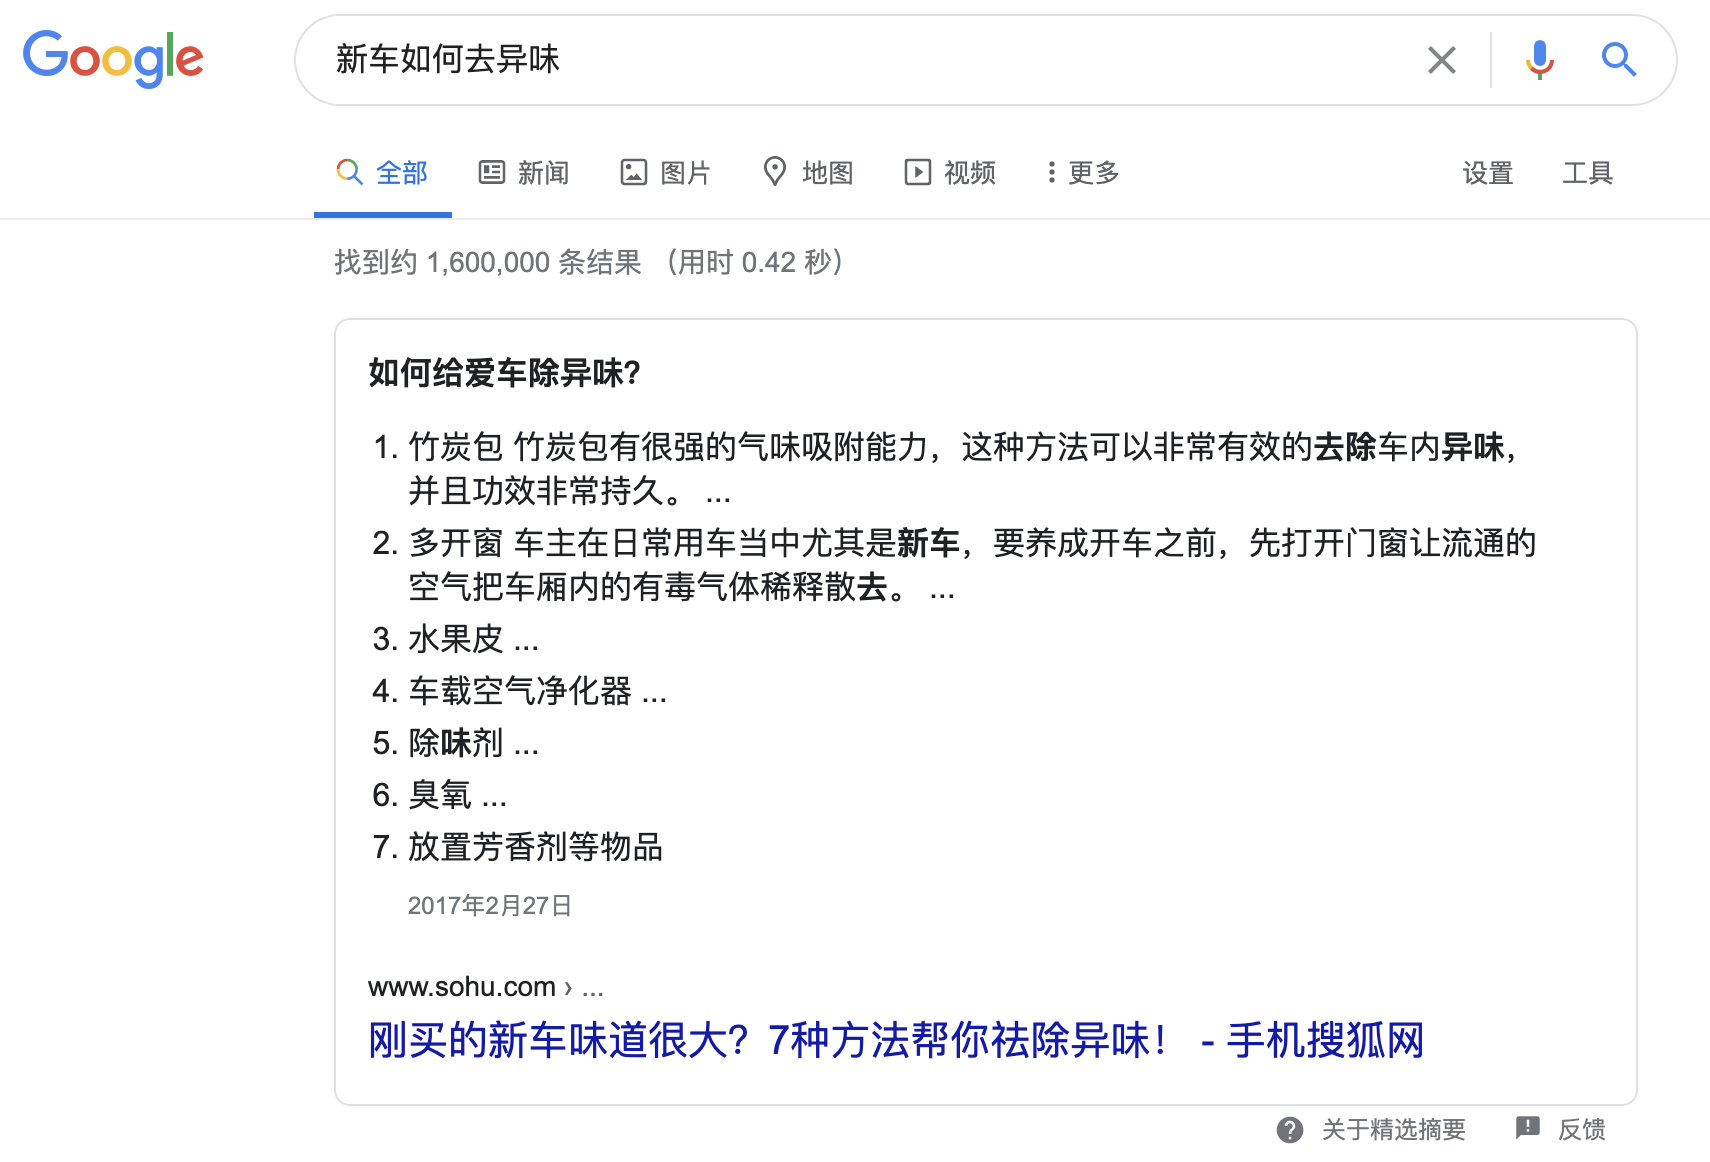 Google
新车如何去异味
全部 新闻 图片 地图 视频 更多 设置 工具
找到约 1,600,000 条结果 （用时 0.42 秒）
如何给爱车除异味?
1. 竹炭包 竹炭包有很强的气味吸附能力，这种方法可以非常有效的去除车内异味，
并且功效非常持久。 ...
2. 多开窗 车主在日常用车当中尤其是新车，要养成开车之前，先打开门窗让流通的
空气把车厢内的有毒气体稀释散去。 ...
3. 水果皮 ...
4. 车载空气净化器 ...
5. 除味剂 ...
6. 臭氧 ...
7. 放置芳香剂等物品
2017年2月27日
www.sohu.com › ...
刚买的新车味道很大？7种方法帮你祛除异味！ - 手机搜狐网
关于精选摘要 反馈